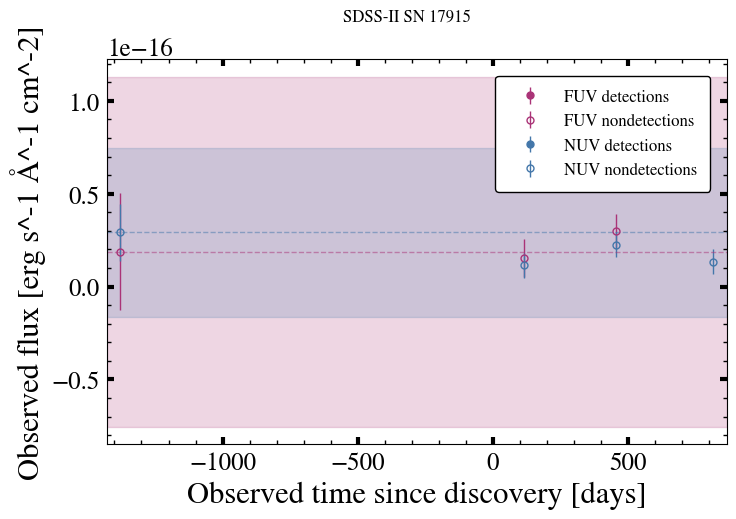 SDSS-II SN 17915
1e−16
FUV detections
FUV nondetections
NUV detections
NUV nondetections
1.0
0.5
0.0
−0.5
−1000
−500
0
500
Observed time since discovery [days]
Observed flux [erg s^-1 Å^-1 cm^-2]